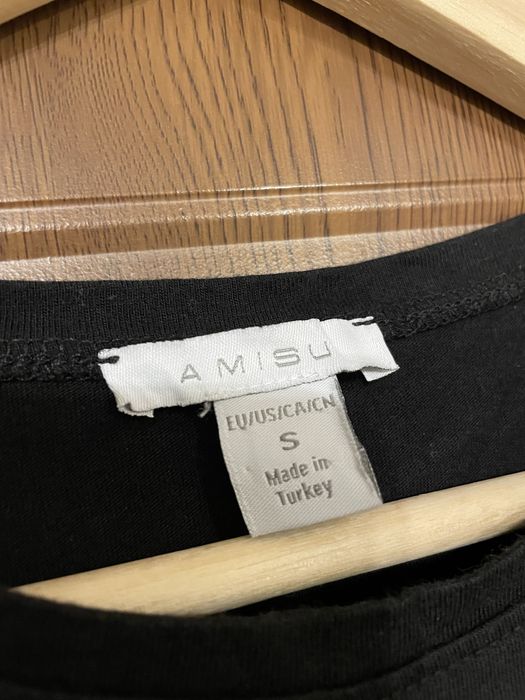 AMISU
EU/US/CA/CN
S
Made in
Turkey